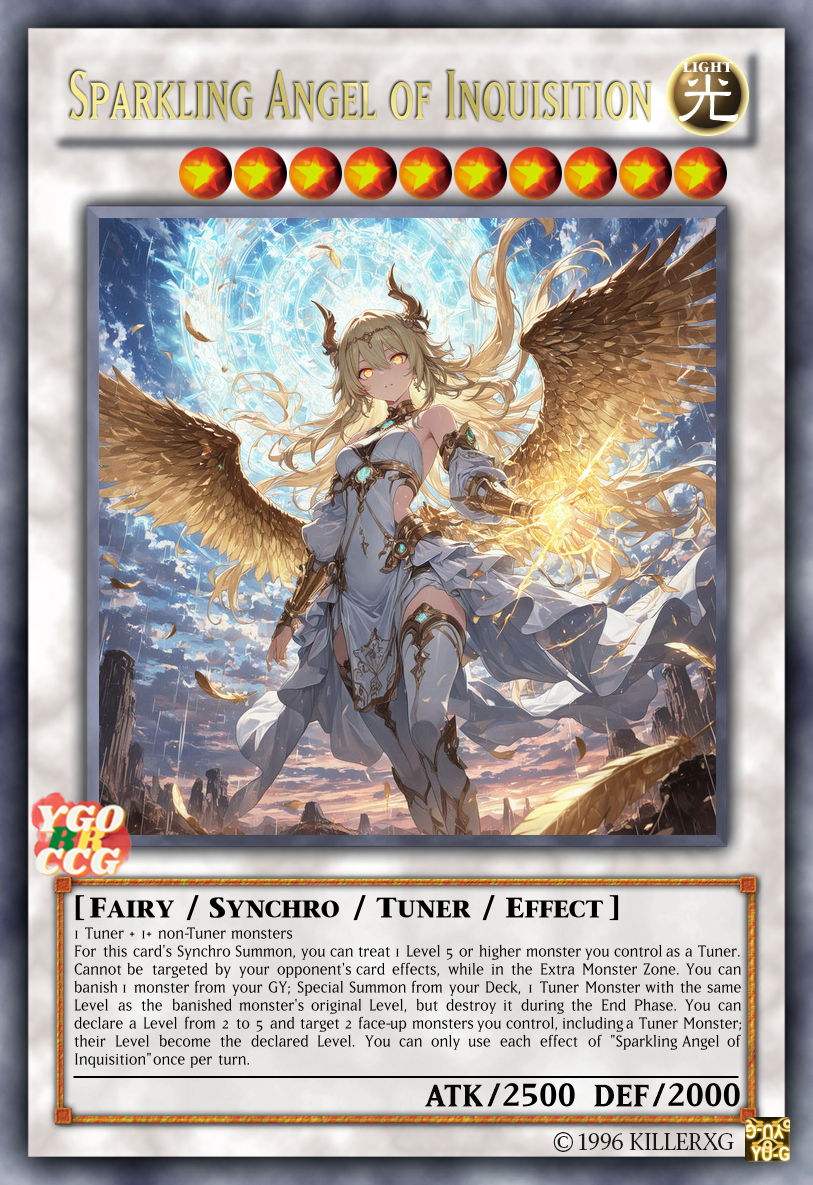 Sparkling Angel of Inquisition
LIGHT
光
YGO
BR
CCG
[ Fairy / Synchro / Tuner / Effect ]
1 Tuner + 1+ non-Tuner monsters
For this card's Synchro Summon, you can treat 1 Level 5 or higher monster you control as a Tuner.
Cannot be targeted by your opponent's card effects, while in the Extra Monster Zone. You can
banish 1 monster from your GY; Special Summon from your Deck, 1 Tuner Monster with the same
Level as the banished monster's original Level, but destroy it during the End Phase. You can
declare a Level from 2 to 5 and target 2 face-up monsters you control, including a Tuner Monster;
their Level become the declared Level. You can only use each effect of "Sparkling Angel of
Inquisition" once per turn.
ATK/2500 DEF/2000
© 1996 KILLERXG